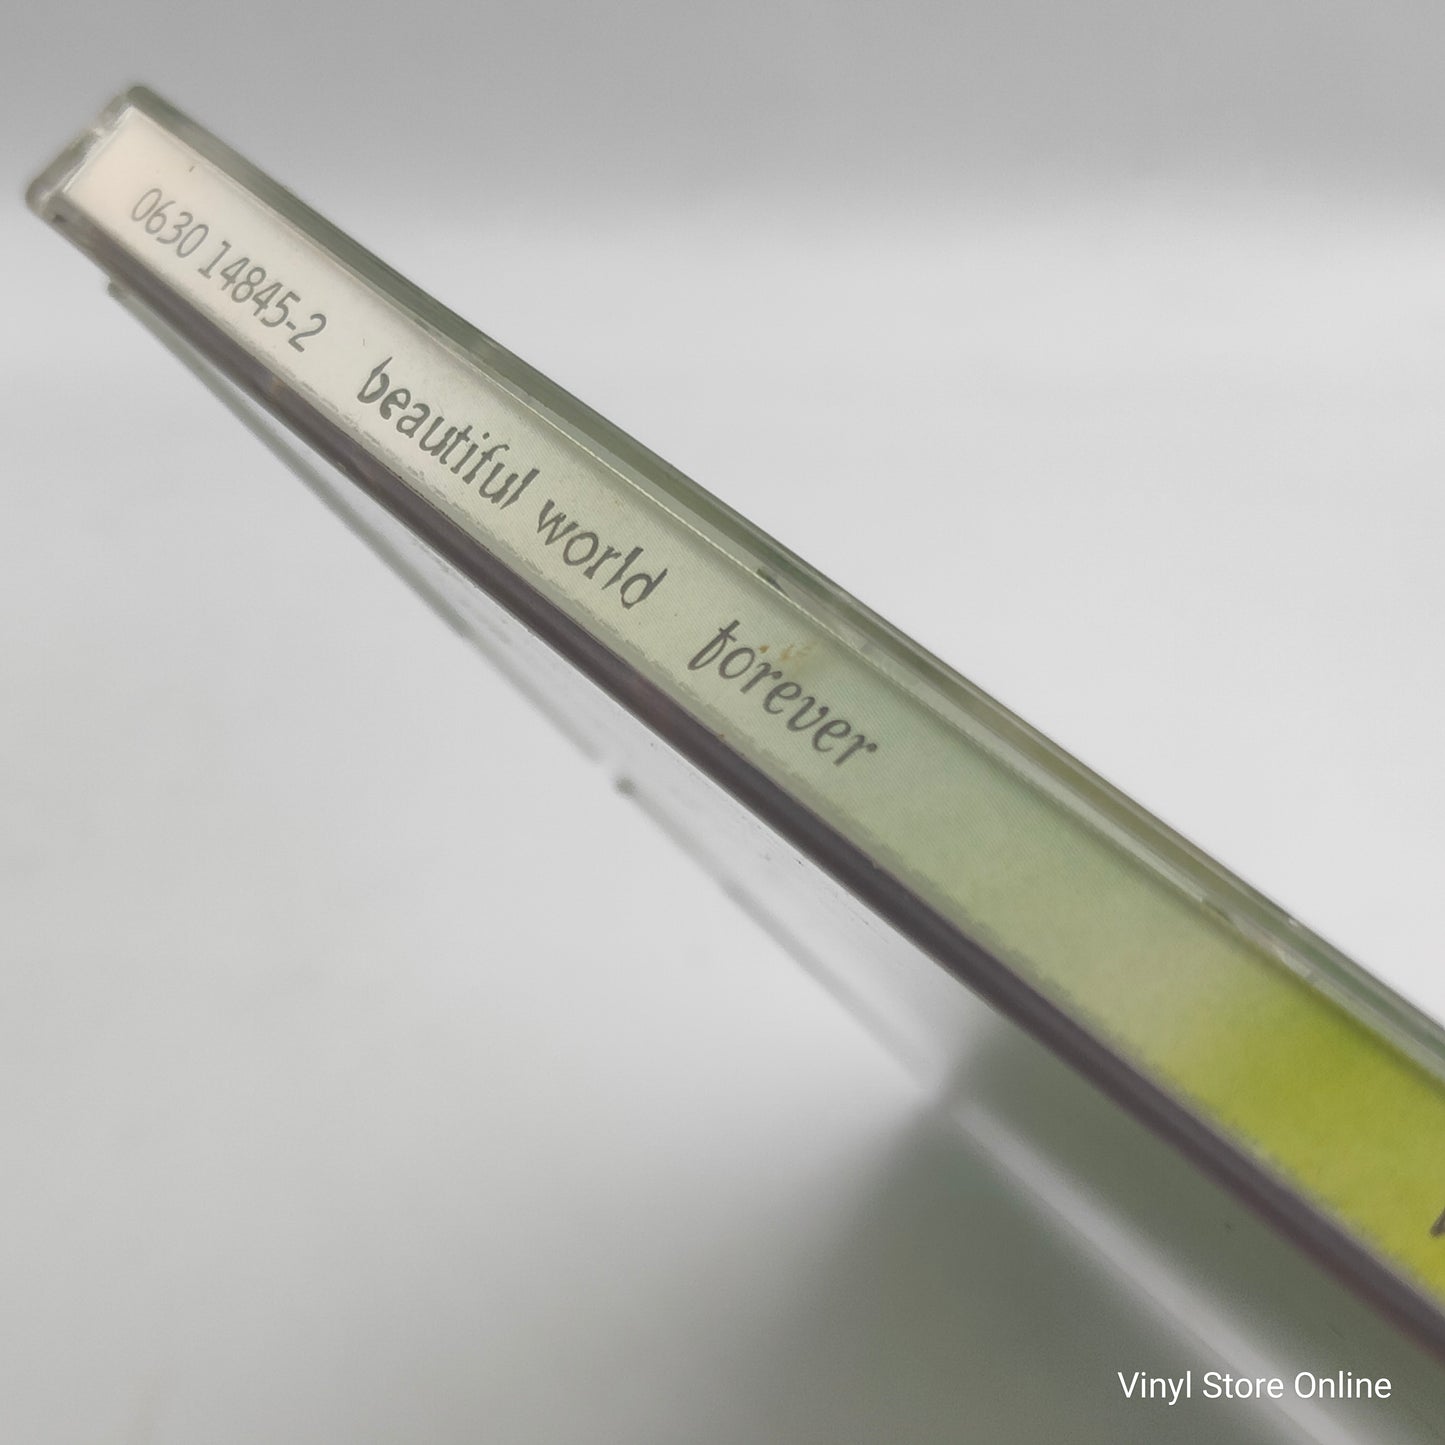 0630 14845-2 beautiful world forever
Vinyl Store Online